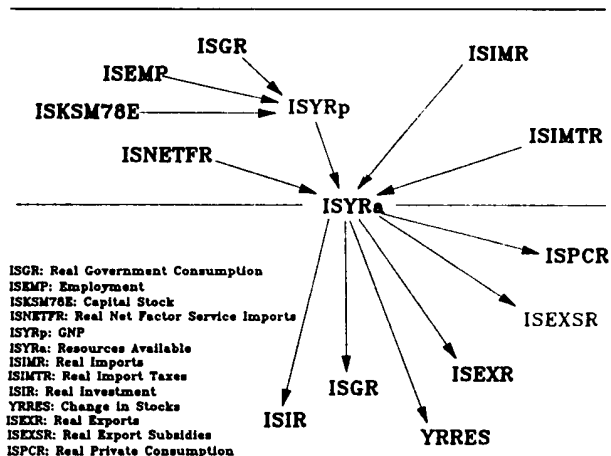 ISGR
ISIMR
ISEMP
ISYRp
ISKSM78E
ISIMTR
ISNETFR
ISYRa
ISPCR
ISEXSR
ISEXR
ISGR
ISIR
YRRES
ISGR: Real Government Consumption
ISEMP: Employment
ISKSM78E: Capital Stock
ISNETFR: Real Net Factor Service Imports
ISYRp: GNP
ISYRa: Resources Available
ISIMR: Real Imports
ISIMTR: Real Import Taxes
ISIR: Real Investment
YRRES: Change in Stocks
ISEXR: Real Exports
ISEXSR: Real Export Subsidies
ISPCR: Real Private Consumption